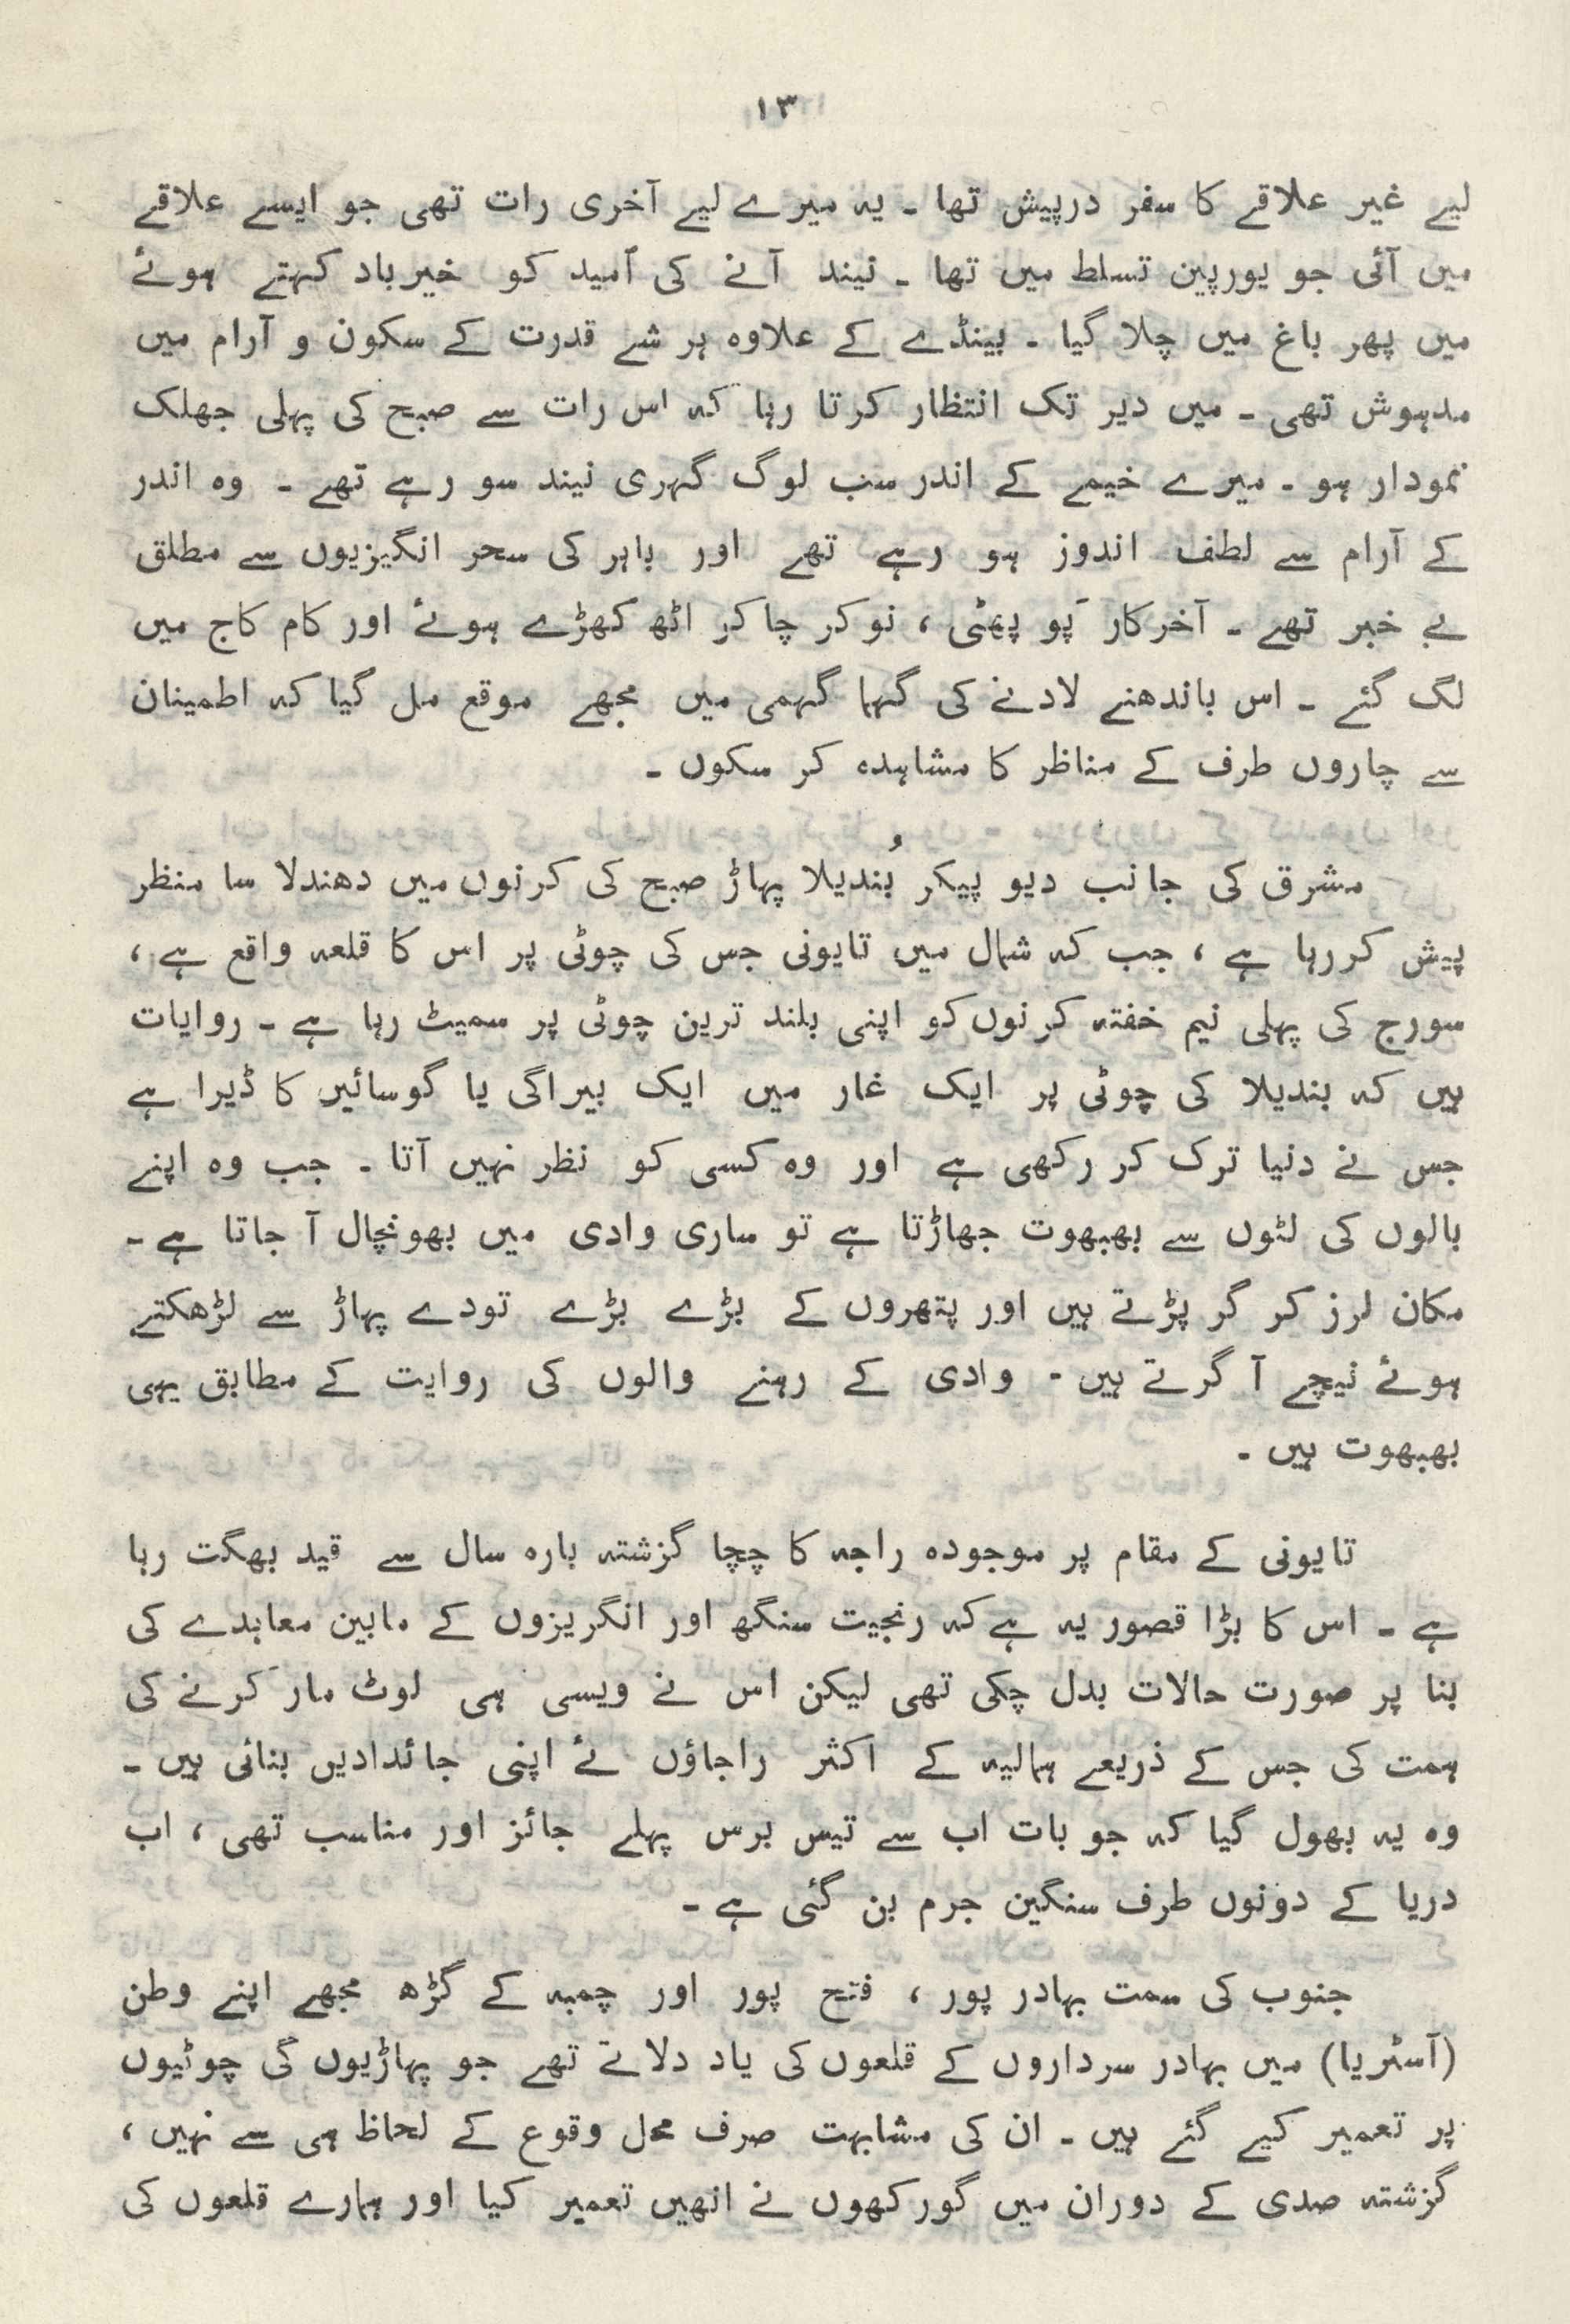 ۱۳
لیے غیر علاقے کا سفر درپیش تھا ۔ یہ میرے لیے آخری رات تھی جو ایسے علاقے
میں آئی جو یورپین تسلط میں تھا ۔ نیند آنے کی اُمید کو خیرباد کہتے ہوئے
میں پھر باغ میں چلا گیا ۔ بینڈے کے علاوہ ہر شے قدرت کے سکون و آرام میں
مدہوش تھی ۔ میں دیر تک انتظار کرتا رہا کہ اس رات سے صبح کی پہلی جھلک
نمودار ہو ۔ میرے خیمے کے اندر سب لوگ گہری نیند سو رہے تھے ۔ وہ اندر
کے آرام سے لطف اندوز ہو رہے تھے اور باہر کی سحر انگیزیوں سے مطلق
بے خبر تھے ۔ آخرکار پَو پھٹی ، نوکر چاکر اٹھ کھڑے ہوئے اور کام کاج میں
لگ گئے ۔ اس باندھنے لادنے کی گہما گہمی میں مجھے موقع مل گیا کہ اطمینان
سے چاروں طرف کے مناظر کا مشاہدہ کر سکوں ۔
مشرق کی جانب دیو پیکر بُندیلا پہاڑ صبح کی کرنوں میں دھندلا سا منظر
پیش کر رہا ہے ، جب کہ شمال میں تایونی جس کی چوٹی پر اس کا قلعہ واقع ہے ،
سورج کی پہلی نیم خفتہ کرنوں کو اپنی بلند ترین چوٹی پر سمیٹ رہا ہے ۔ روایات
ہیں کہ بندیلا کی چوٹی پر ایک غار میں ایک بیراگی یا گوسائیں کا ڈیرا ہے
جس نے دنیا ترک کر رکھی ہے اور وہ کسی کو نظر نہیں آتا ۔ جب وہ اپنے
بالوں کی لٹوں سے بھبھوت جھاڑتا ہے تو ساری وادی میں بھونچال آ جاتا ہے ۔
مکان لرز کر گر پڑتے ہیں اور پتھروں کے بڑے بڑے تودے پہاڑ سے لڑھکتے
ہوئے نیچے آ گرتے ہیں ۔ وادی کے رہنے والوں کی روایت کے مطابق یہی
بھبھوت ہیں ۔
تایونی کے مقام پر موجودہ راجہ کا چچا گزشتہ بارہ سال سے قید بھگت رہا
ہے ۔ اس کا بڑا قصور یہ ہے کہ رنجیت سنگھ اور انگریزوں کے مابین معاہدے کی
بنا پر صورت حالات بدل چکی تھی لیکن اس نے ویسی ہی لوٹ مار کرنے کی
ہمت کی جس کے ذریعے ہمالیہ کے اکثر راجاؤں نے اپنی جائدادیں بنائی ہیں ۔
وہ یہ بھول گیا کہ جو بات اب سے تیس برس پہلے جائز اور مناسب تھی ، اب
دریا کے دونوں طرف سنگین جرم بن گئی ہے ۔
جنوب کی سمت بہادر پور ، فتح پور اور چمبہ کے گڑھ مجھے اپنے وطن
(آسٹریا) میں بہادر سرداروں کے قلعوں کی یاد دلاتے تھے جو پہاڑیوں کی چوٹیوں
پر تعمیر کیے گئے ہیں ۔ ان کی مشابہت صرف محل وقوع کے لحاظ ہی سے نہیں ،
گزشتہ صدی کے دوران میں گورکھوں نے انھیں تعمیر کیا اور ہمارے قلعوں کی